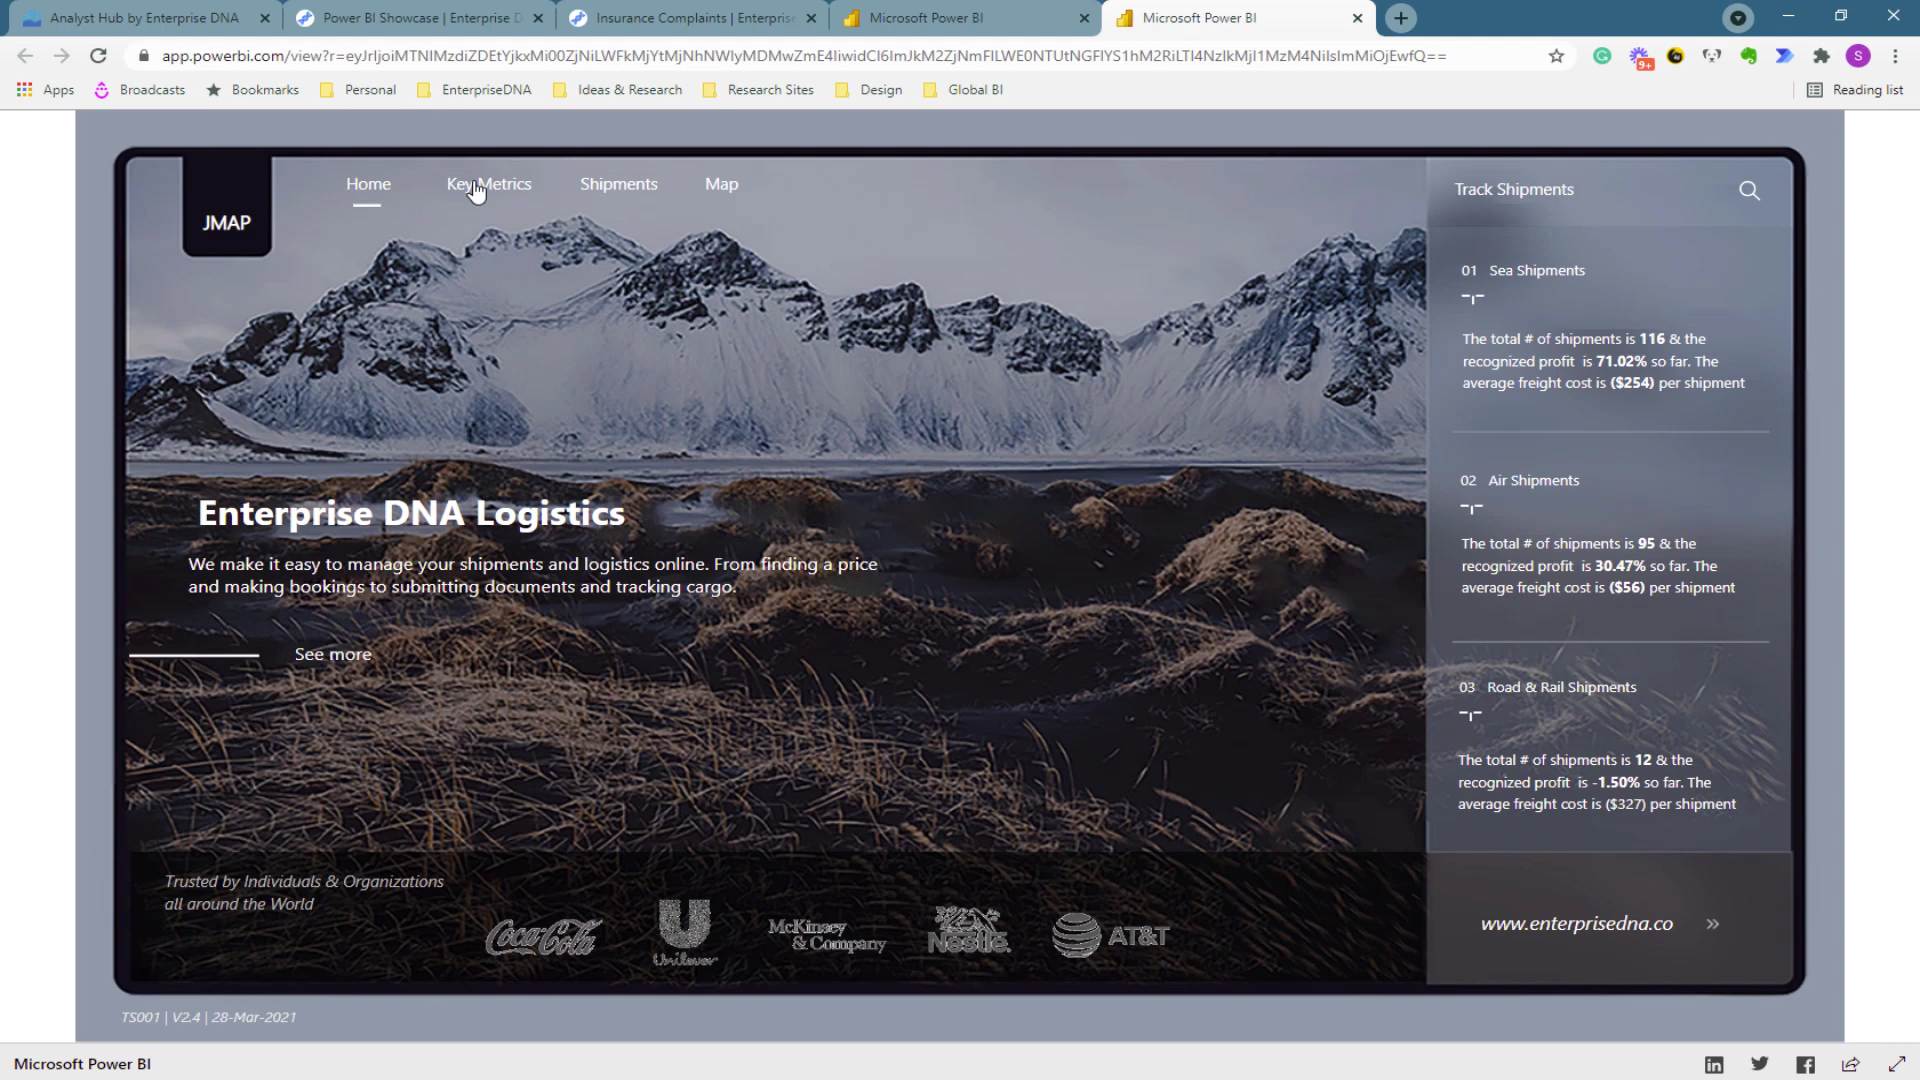 Analyst Hub by Enterprise DNA
Power BI Showcase | Enterprise D
Insurance Complaints | Enterprise
Microsoft Power BI
Microsoft Power BI
Apps
Broadcasts
Bookmarks
Personal
EnterpriseDNA
Ideas & Research
Research Sites
Design
Global BI
Reading list
9+
S
JMAP
Home
Key Metrics
Shipments
Map
Enterprise DNA Logistics
We make it easy to manage your shipments and logistics online. From finding a price
and making bookings to submitting documents and tracking cargo.
See more
Track Shipments
01 Sea Shipments
The total # of shipments is 116 & the
recognized profit is 71.02% so far. The
average freight cost is ($254) per shipment
02 Air Shipments
The total # of shipments is 95 & the
recognized profit is 30.47% so far. The
average freight cost is ($56) per shipment
03 Road & Rail Shipments
The total # of shipments is 12 & the
recognized profit is -1.50% so far. The
average freight cost is ($327) per shipment
Trusted by Individuals & Organizations
all around the World
Coca-Cola
Unilever
McKinsey
& Company
Nestlé
AT&T
www.enterprisedna.co »
TS001 | V2.4 | 28-Mar-2021
Microsoft Power BI